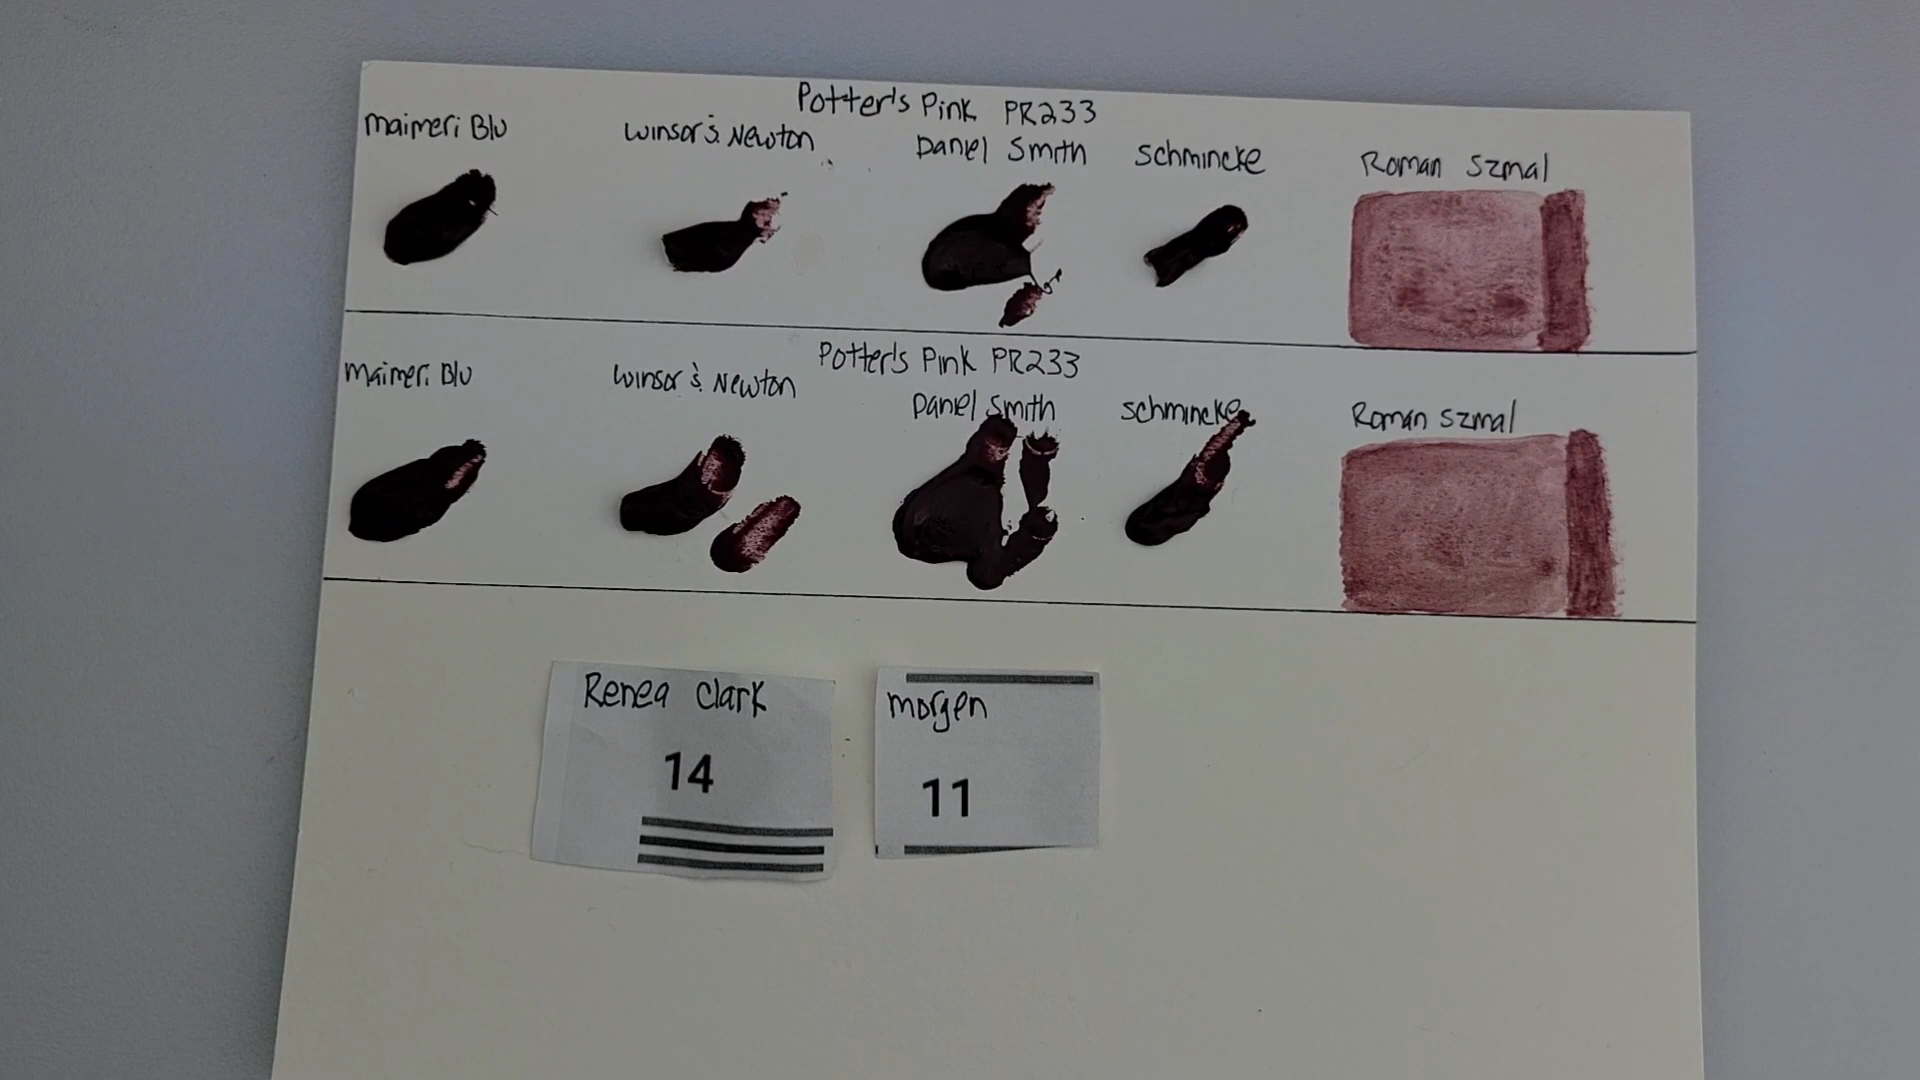 Potter's Pink PR233
Maimeri Blu
Winsor & Newton
Daniel Smith
Schmincke
Roman Szmal
Potter's Pink PR233
Maimeri Blu
Winsor & Newton
Daniel Smith
Schmincke
Roman Szmal
Renea Clark
14
morgen
11